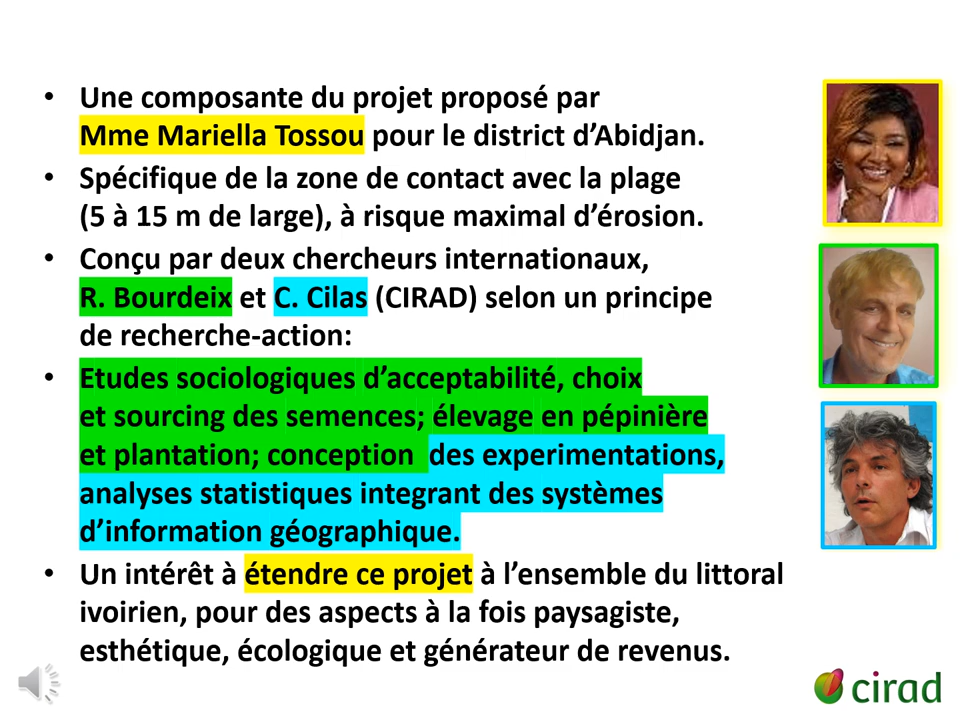 • Une composante du projet proposé par
Mme Mariella Tossou pour le district d’Abidjan.
• Spécifique de la zone de contact avec la plage
(5 à 15 m de large), à risque maximal d’érosion.
• Conçu par deux chercheurs internationaux,
R. Bourdeix et C. Cilas (CIRAD) selon un principe
de recherche-action:
• Etudes sociologiques d’acceptabilité, choix
et sourcing des semences; élevage en pépinière
et plantation; conception des experimentations,
analyses statistiques integrant des systèmes
d’information géographique.
• Un intérêt à étendre ce projet à l’ensemble du littoral
ivoirien, pour des aspects à la fois paysagiste,
esthétique, écologique et générateur de revenus.
cirad